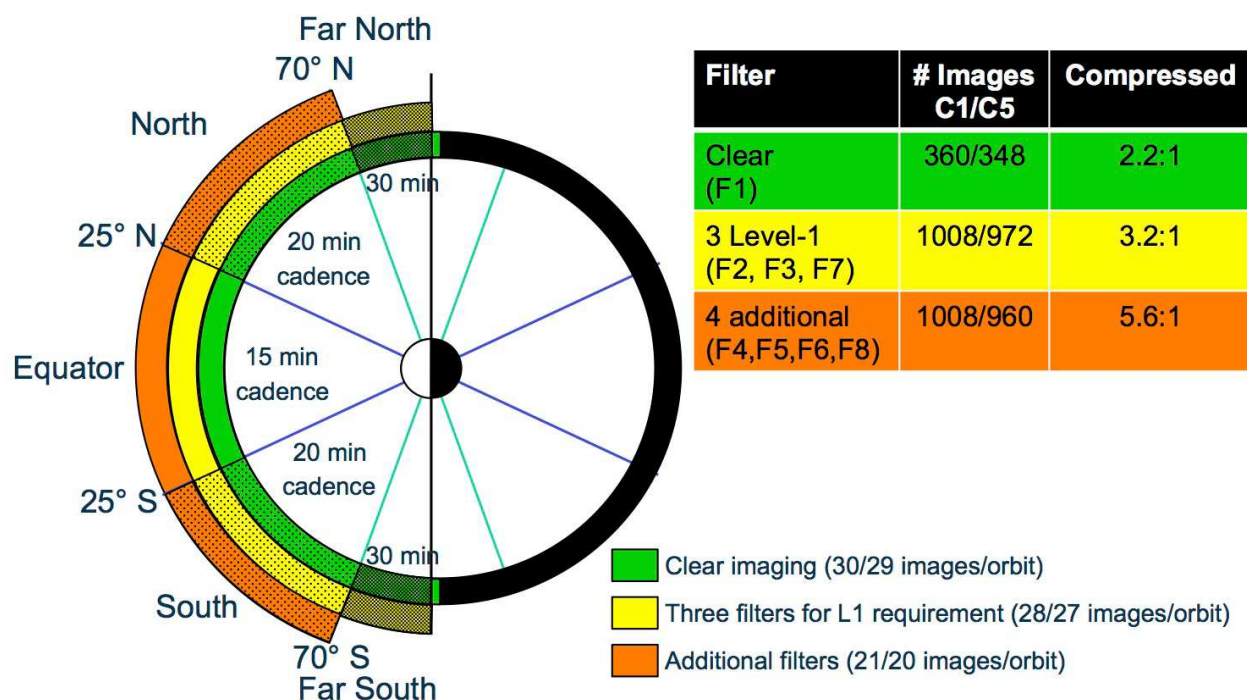 Far North
70° N
North
30 min
25° N
20 min
cadence
Equator
15 min
cadence
20 min
cadence
25° S
30 min
South
70° S
Far South
Filter
# Images
C1/C5
Compressed
Clear
(F1)
360/348
2.2:1
3 Level-1
(F2, F3, F7)
1008/972
3.2:1
4 additional
(F4,F5,F6,F8)
1008/960
5.6:1
Clear imaging (30/29 images/orbit)
Three filters for L1 requirement (28/27 images/orbit)
Additional filters (21/20 images/orbit)